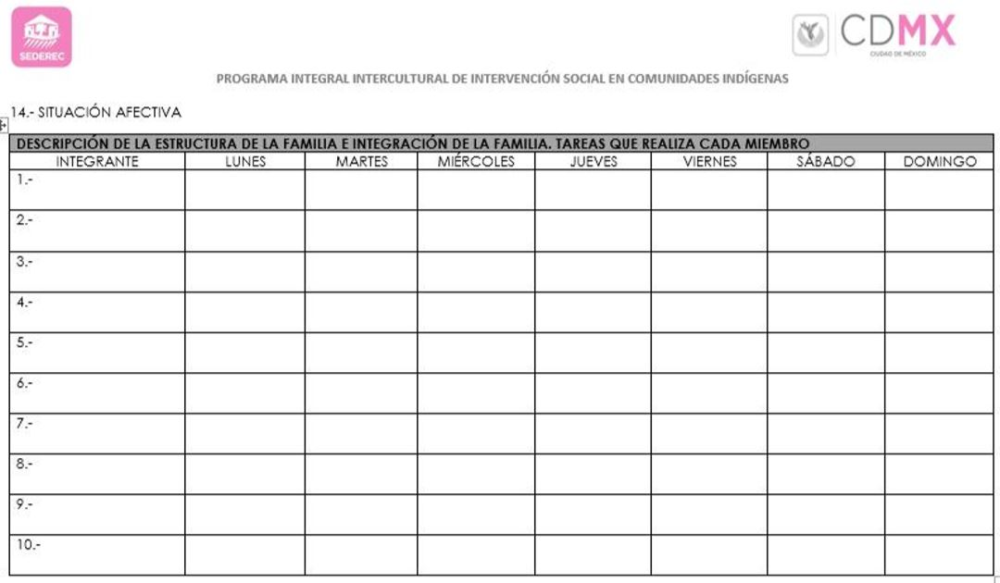 SEDEREC
CDMX
CIUDAD DE MÉXICO
PROGRAMA INTEGRAL INTERCULTURAL DE INTERVENCIÓN SOCIAL EN COMUNIDADES INDÍGENAS
14.- SITUACIÓN AFECTIVA
DESCRIPCIÓN DE LA ESTRUCTURA DE LA FAMILIA E INTEGRACIÓN DE LA FAMILIA. TAREAS QUE REALIZA CADA MIEMBRO
INTEGRANTE LUNES MARTES MIÉRCOLES JUEVES VIERNES SÁBADO DOMINGO
1.-
2.-
3.-
4.-
5.-
6.-
7.-
8.-
9.-
10.-